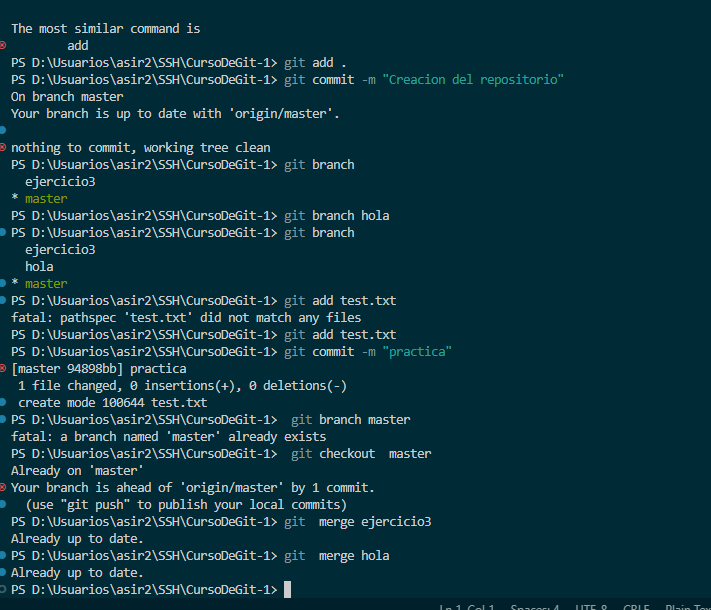 The most similar command is
add
PS D:\Usuarios\asir2\SSH\CursoDeGit-1> git add .
PS D:\Usuarios\asir2\SSH\CursoDeGit-1> git commit -m "Creacion del repositorio"
On branch master
Your branch is up to date with 'origin/master'.
nothing to commit, working tree clean
PS D:\Usuarios\asir2\SSH\CursoDeGit-1> git branch
ejercicio3
* master
PS D:\Usuarios\asir2\SSH\CursoDeGit-1> git branch hola
PS D:\Usuarios\asir2\SSH\CursoDeGit-1> git branch
ejercicio3
hola
* master
PS D:\Usuarios\asir2\SSH\CursoDeGit-1> git add test.txt
fatal: pathspec 'test.txt' did not match any files
PS D:\Usuarios\asir2\SSH\CursoDeGit-1> git add test.txt
PS D:\Usuarios\asir2\SSH\CursoDeGit-1> git commit -m "practica"
[master 94898bb] practica
1 file changed, 0 insertions(+), 0 deletions(-)
create mode 100644 test.txt
PS D:\Usuarios\asir2\SSH\CursoDeGit-1>  git branch master
fatal: a branch named 'master' already exists
PS D:\Usuarios\asir2\SSH\CursoDeGit-1>  git checkout  master
Already on 'master'
Your branch is ahead of 'origin/master' by 1 commit.
(use "git push" to publish your local commits)
PS D:\Usuarios\asir2\SSH\CursoDeGit-1> git  merge ejercicio3
Already up to date.
PS D:\Usuarios\asir2\SSH\CursoDeGit-1> git  merge hola
Already up to date.
PS D:\Usuarios\asir2\SSH\CursoDeGit-1>
Ln 1, Col 1 Spaces: 4 UTF-8 CRLF Plain